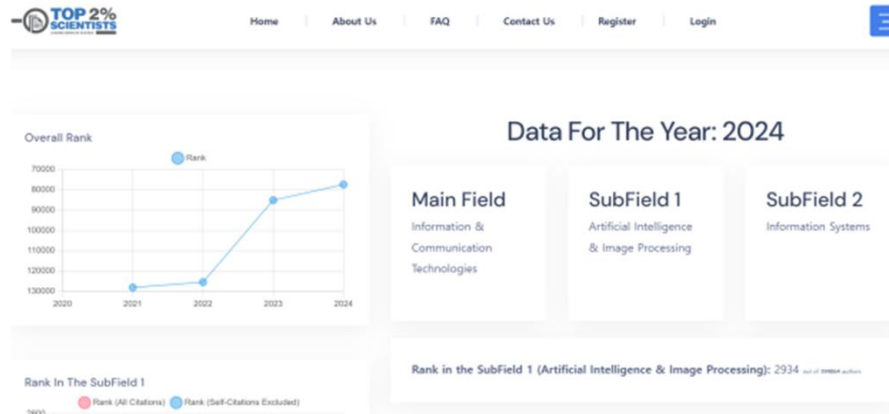 TOP 2%
SCIENTISTS
Home
About Us
FAQ
Contact Us
Register
Login
Overall Rank
Rank
70000
80000
90000
100000
110000
120000
130000
2020
2021
2022
2023
2024
Data For The Year: 2024
Main Field
Information &
Communication
Technologies
SubField 1
Artificial Intelligence
& Image Processing
SubField 2
Information Systems
Rank in the SubField 1 (Artificial Intelligence & Image Processing): 2934 out of authors
Rank In The SubField 1
Rank (All Citations)
Rank (Self-Citations Excluded)